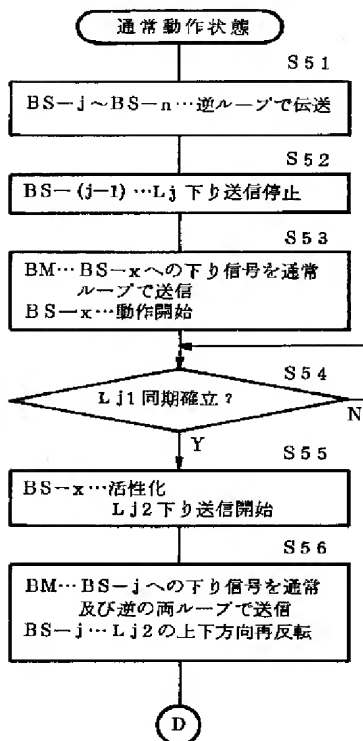 通常動作状態
S51
BS－j～BS－n…逆ループで伝送
S52
BS－(j－1)…Lj下り送信停止
S53
BM…BS－xへの下り信号を通常
ループで送信
BS－x…動作開始
S54
Lj1同期確立？
N
Y
S55
BS－x…活性化
Lj2下り送信開始
S56
BM…BS－jへの下り信号を通常
及び逆の両ループで送信
BS－j…Lj2の上下方向再反転
D